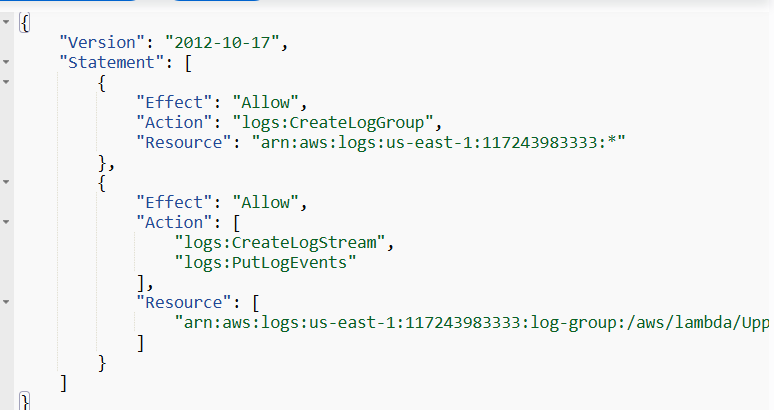 {
"Version": "2012-10-17",
"Statement": [
{
"Effect": "Allow",
"Action": "logs:CreateLogGroup",
"Resource": "arn:aws:logs:us-east-1:117243983333:*"
},
{
"Effect": "Allow",
"Action": [
"logs:CreateLogStream",
"logs:PutLogEvents"
],
"Resource": [
"arn:aws:logs:us-east-1:117243983333:log-group:/aws/lambda/Upp
]
}
]
}